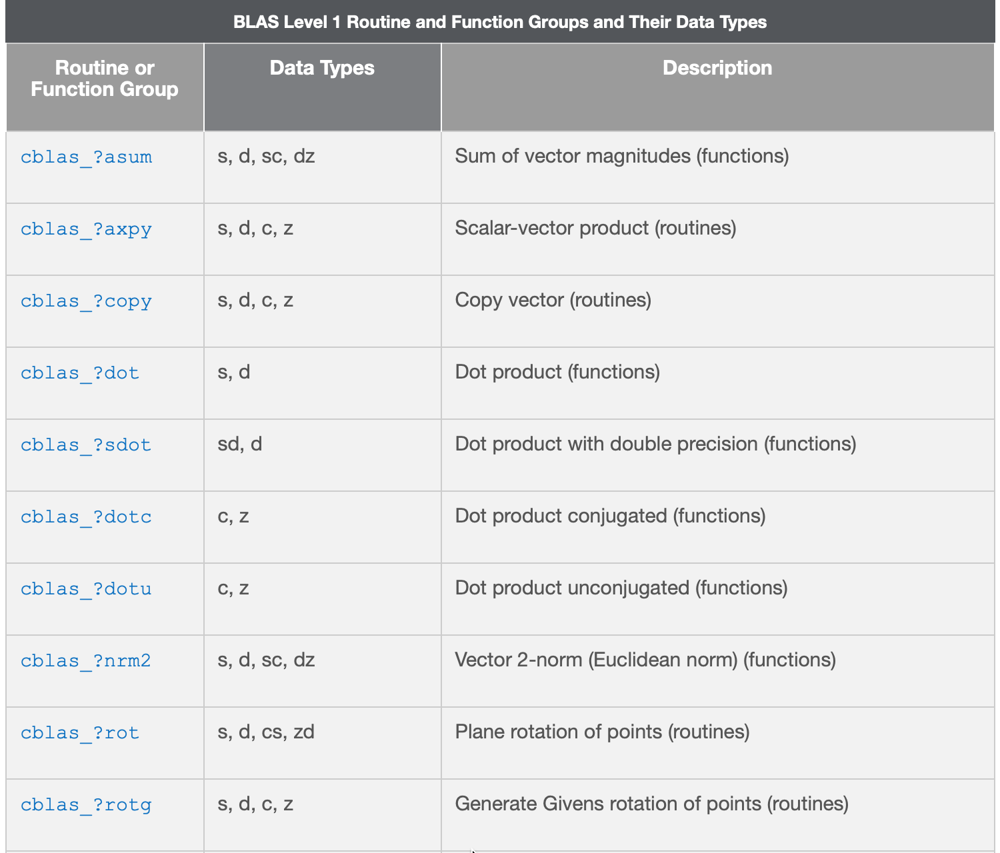 BLAS Level 1 Routine and Function Groups and Their Data Types
Routine or Function Group Data Types Description
cblas_?asum s, d, sc, dz Sum of vector magnitudes (functions)
cblas_?axpy s, d, c, z Scalar-vector product (routines)
cblas_?copy s, d, c, z Copy vector (routines)
cblas_?dot s, d Dot product (functions)
cblas_?sdot sd, d Dot product with double precision (functions)
cblas_?dotc c, z Dot product conjugated (functions)
cblas_?dotu c, z Dot product unconjugated (functions)
cblas_?nrm2 s, d, sc, dz Vector 2-norm (Euclidean norm) (functions)
cblas_?rot s, d, cs, zd Plane rotation of points (routines)
cblas_?rotg s, d, c, z Generate Givens rotation of points (routines)